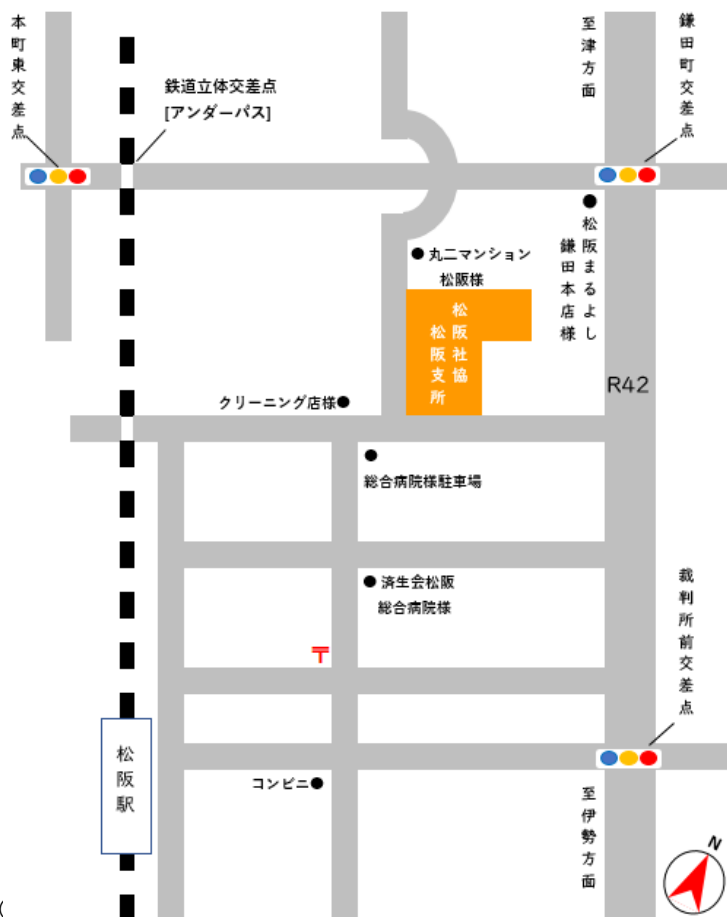 本町東交差点
鉄道立体交差点
[アンダーパス]
至津方面
鎌田町交差点
松阪まるよし
鎌田本店様
●丸二マンション
松阪様
松阪社協
松阪支所
R42
クリーニング店様●
総合病院様駐車場
●済生会松阪
総合病院様
〒
裁判所前交差点
松阪駅
コンビニ●
至伊勢方面
N
(